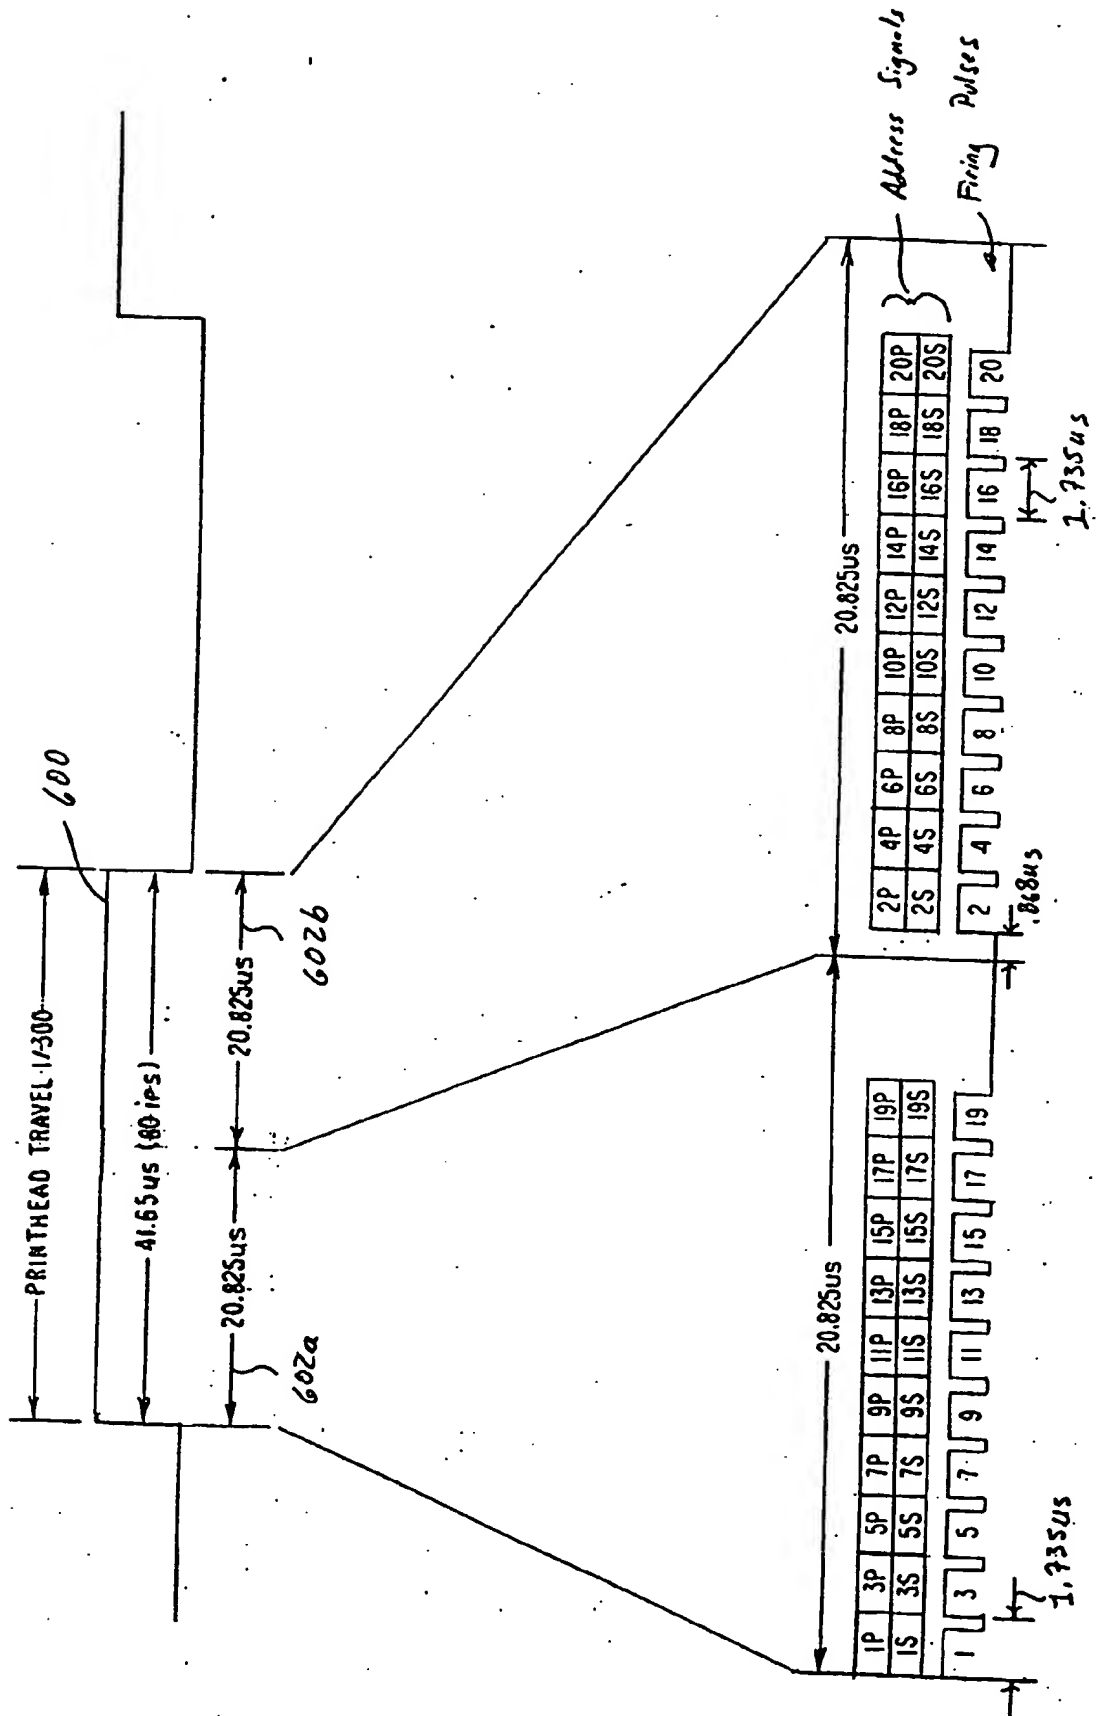 PRINTHEAD TRAVEL 1/300
600
41.65us (80 ips)
20.825us
20.825us
602a
602b
20.825us
20.825us
1P 3P 5P 7P 9P 11P 13P 15P 17P 19P
1S 3S 5S 7S 9S 11S 13S 15S 17S 19S
2P 4P 6P 8P 10P 12P 14P 16P 18P 20P
2S 4S 6S 8S 10S 12S 14S 16S 18S 20S
Address Signals
1 3 5 7 9 11 13 15 17 19
2 4 6 8 10 12 14 16 18 20
Firing Pulses
1.735us
.868us
1.735us